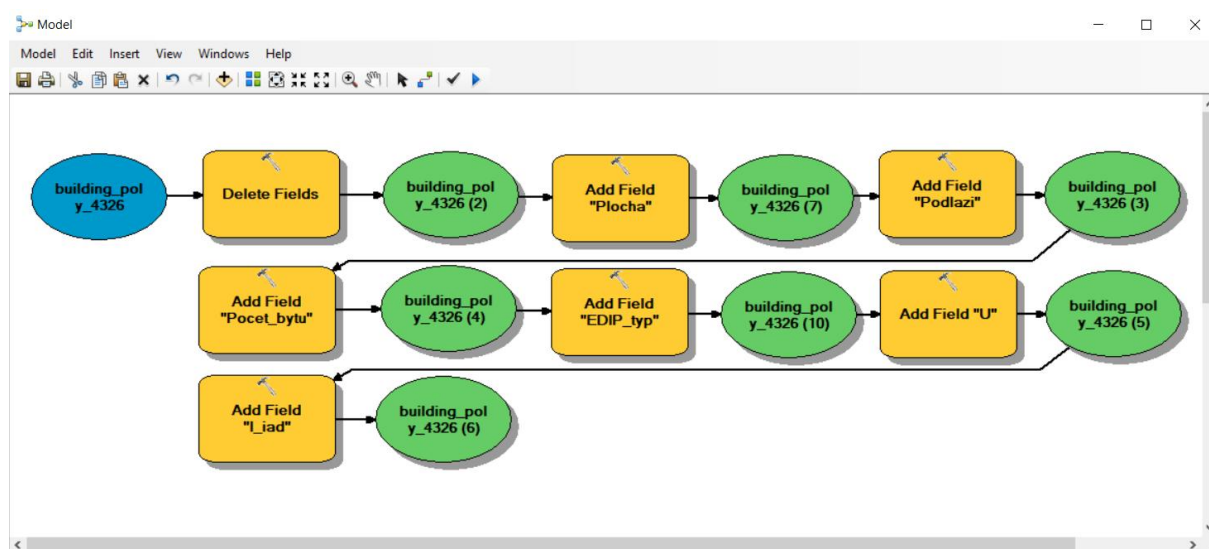 Model
Model Edit Insert View Windows Help
building_pol
y_4326
Delete Fields
building_pol
y_4326 (2)
Add Field
"Plocha"
building_pol
y_4326 (7)
Add Field
"Podlazi"
building_pol
y_4326 (3)
Add Field
"Pocet_bytu"
building_pol
y_4326 (4)
Add Field
"EDIP_typ"
building_pol
y_4326 (10)
Add Field "U"
building_pol
y_4326 (5)
Add Field
"I_iad"
building_pol
y_4326 (6)